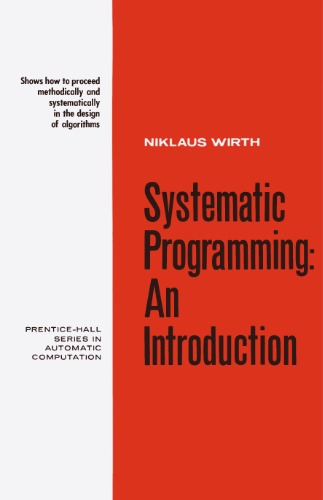 Shows how to proceed
methodically and
systematically
in the design
of algorithms
NIKLAUS WIRTH
Systematic
Programming:
An
Introduction
PRENTICE-HALL
SERIES IN
AUTOMATIC
COMPUTATION